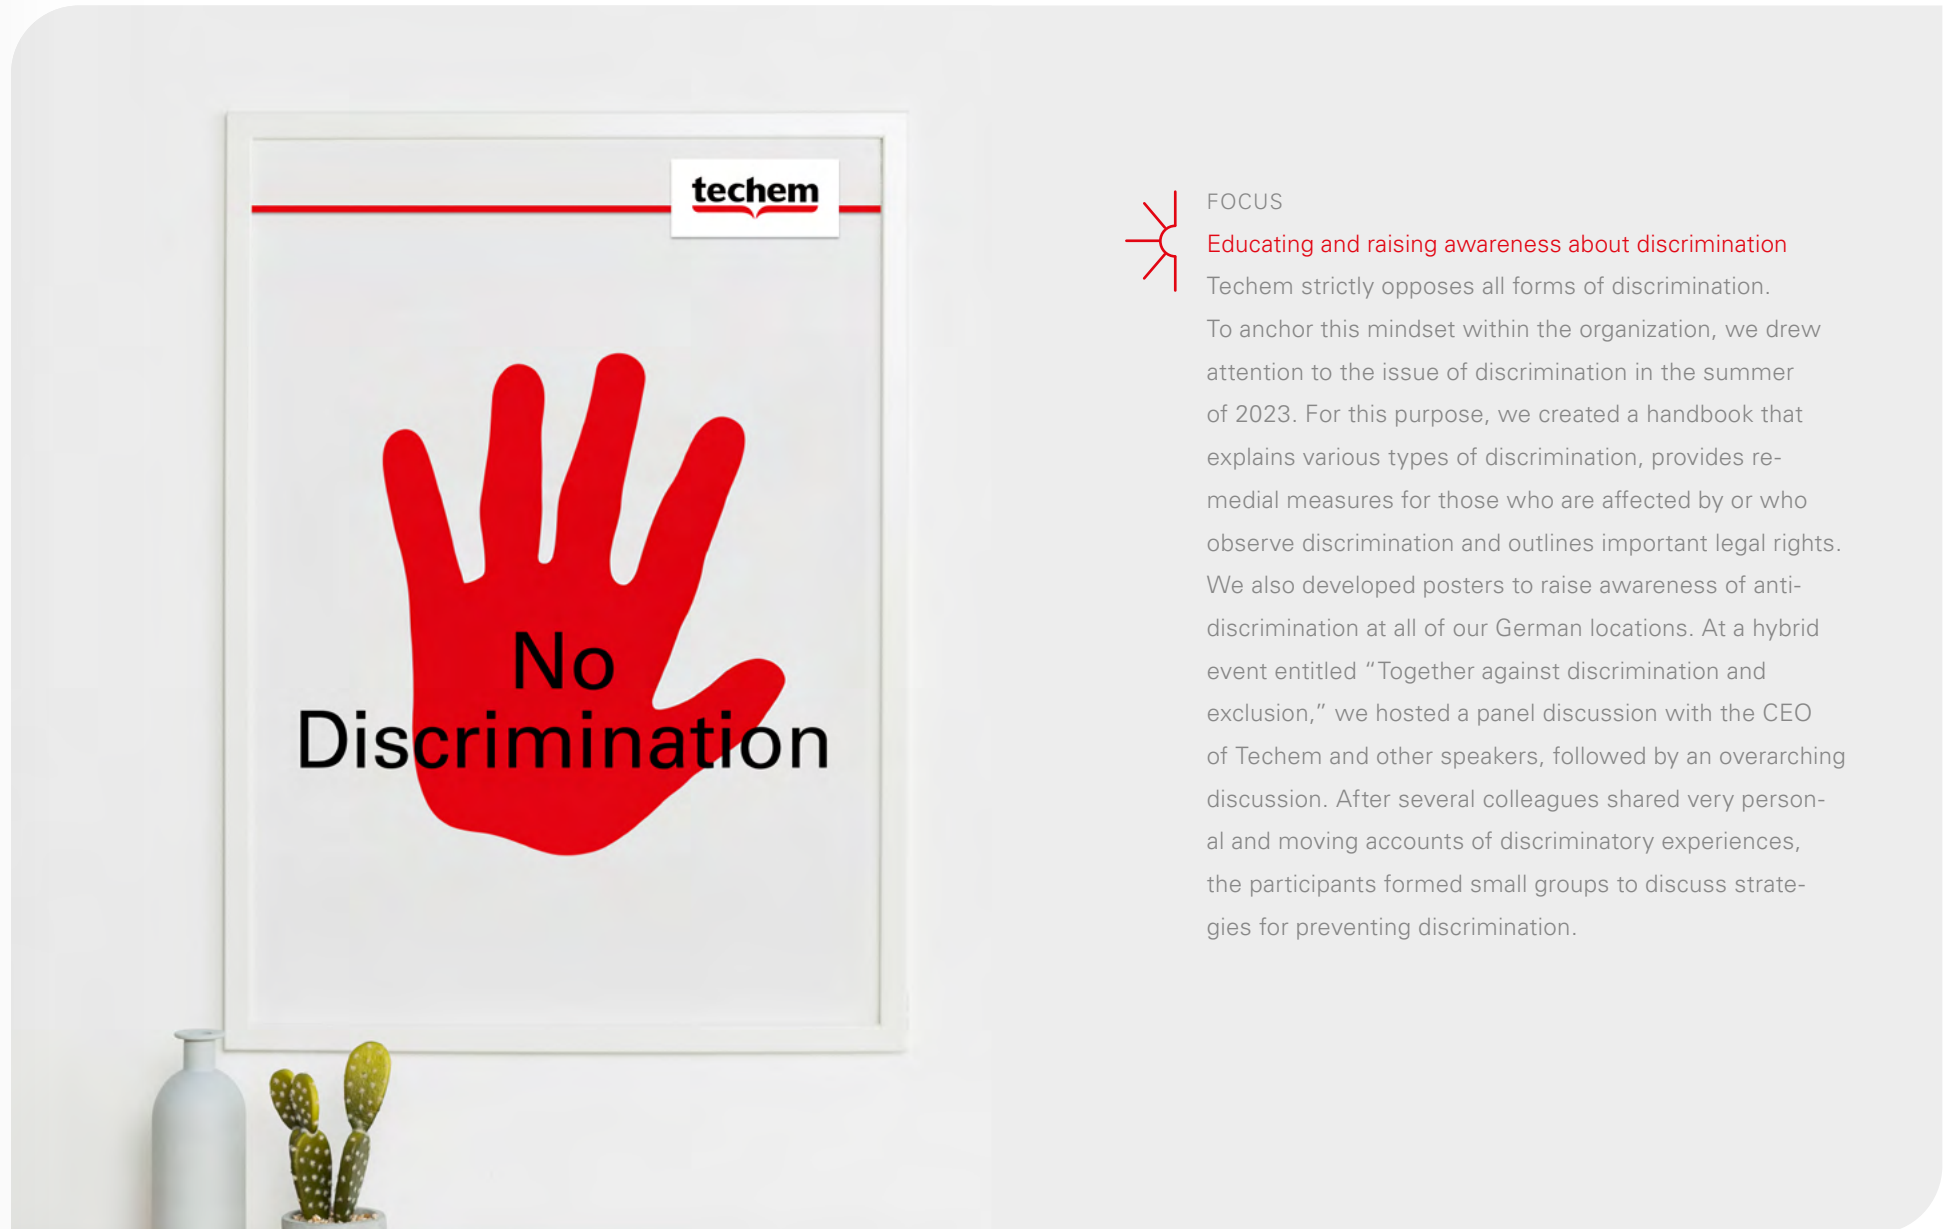 techem
No
Discrimination
FOCUS
Educating and raising awareness about discrimination
Techem strictly opposes all forms of discrimination.
To anchor this mindset within the organization, we drew
attention to the issue of discrimination in the summer
of 2023. For this purpose, we created a handbook that
explains various types of discrimination, provides re-
medial measures for those who are affected by or who
observe discrimination and outlines important legal rights.
We also developed posters to raise awareness of anti-
discrimination at all of our German locations. At a hybrid
event entitled “Together against discrimination and
exclusion,” we hosted a panel discussion with the CEO
of Techem and other speakers, followed by an overarching
discussion. After several colleagues shared very person-
al and moving accounts of discriminatory experiences,
the participants formed small groups to discuss strate-
gies for preventing discrimination.